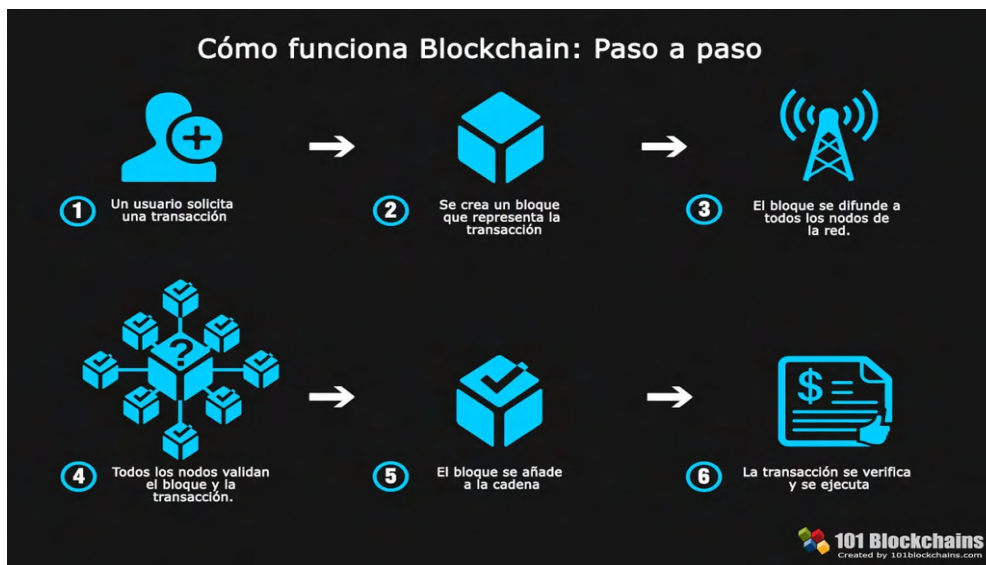 Cómo funciona Blockchain: Paso a paso
1
Un usuario solicita
una transacción
2
Se crea un bloque
que representa la
transacción
3
El bloque se difunde a
todos los nodos de
la red.
?
4
Todos los nodos validan
el bloque y la
transacción.
5
El bloque se añade
a la cadena
$
6
La transacción se verifica
y se ejecuta
101 Blockchains
Created by 101blockchains.com